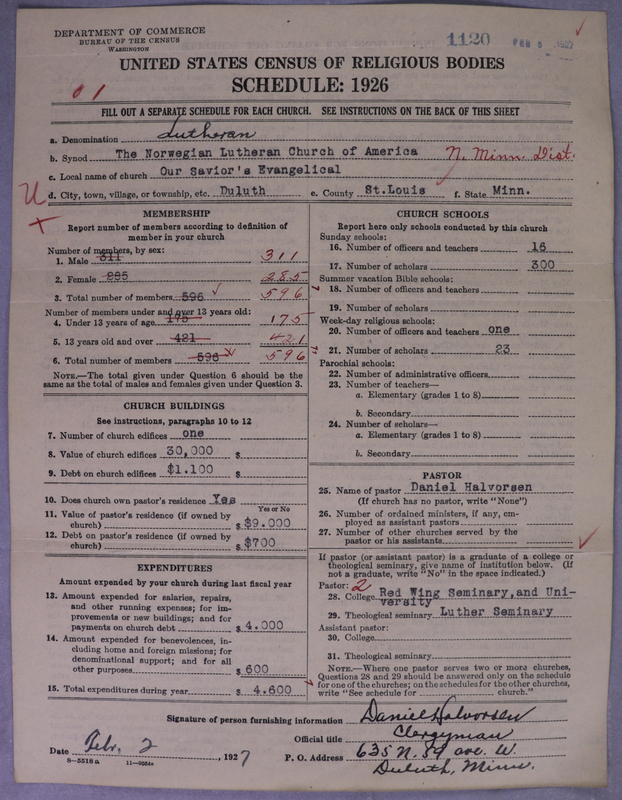 DEPARTMENT OF COMMERCE
BUREAU OF THE CENSUS
WASHINGTON
1120 FEB 5 1927
UNITED STATES CENSUS OF RELIGIOUS BODIES
SCHEDULE: 1926
01
FILL OUT A SEPARATE SCHEDULE FOR EACH CHURCH. SEE INSTRUCTIONS ON THE BACK OF THIS SHEET
a. Denomination Lutheran
b. Synod The Norwegian Lutheran Church of America N. Minn. Dist.
c. Local name of church Our Savior's Evangelical
U d. City, town, village, or township, etc. Duluth e. County St.Louis f. State Minn.
MEMBERSHIP
Report number of members according to definition of
member in your church
Number of members, by sex:
1. Male 311 311
2. Female 285 285
3. Total number of members 596 596
Number of members under and over 13 years old:
4. Under 13 years of age 175 175
5. 13 years old and over 421 421
6. Total number of members 596 596
NOTE.—The total given under Question 6 should be
same as the total of males and females given under Question 3.
CHURCH BUILDINGS
See instructions, paragraphs 10 to 12
7. Number of church edifices one
8. Value of church edifices 30,000 $
9. Debt on church edifices $1.100 $
10. Does church own pastor's residence Yes
Yes or No
11. Value of pastor's residence (if owned by
church) $ $9.000
12. Debt on pastor's residence (if owned by
church) $ $700
EXPENDITURES
Amount expended by your church during last fiscal year
13. Amount expended for salaries, repairs,
and other running expenses; for im-
provements or new buildings; and for
payments on church debt $ 4.000
14. Amount expended for benevolences, in-
cluding home and foreign missions; for
denominational support; and for all
other purposes $ 600
15. Total expenditures during year $ 4.600
CHURCH SCHOOLS
Report here only schools conducted by this church
Sunday schools:
16. Number of officers and teachers 16
17. Number of scholars 300
Summer vacation Bible schools:
18. Number of officers and teachers
19. Number of scholars
Week-day religious schools:
20. Number of officers and teachers one
21. Number of scholars 23
Parochial schools:
22. Number of administrative officers
23. Number of teachers—
a. Elementary (grades 1 to 8)
b. Secondary
24. Number of scholars—
a. Elementary (grades 1 to 8)
b. Secondary
PASTOR
25. Name of pastor Daniel Halvorsen
(If church has no pastor, write "None")
26. Number of ordained ministers, if any, em-
ployed as assistant pastors
27. Number of other churches served by the
pastor or his assistants
If pastor (or assistant pastor) is a graduate of a college or
theological seminary, give name of institution below. (If
not a graduate, write "No" in the space indicated.)
Pastor: 2
28. College Red Wing Seminary,and Uni-
versity
29. Theological seminary Luther Seminary
Assistant pastor:
30. College
31. Theological seminary
NOTE.—Where one pastor serves two or more churches,
Questions 28 and 29 should be answered only on the schedule
for one of the churches; on the schedules for the other churches,
write "See schedule for church."
Signature of person furnishing information Daniel Halvorsen
Official title Clergyman
Date Febr. 2, 1927 P. O. Address 635 N. 59 ave. W.
Duluth, Minn.
8—5518a 11—9554